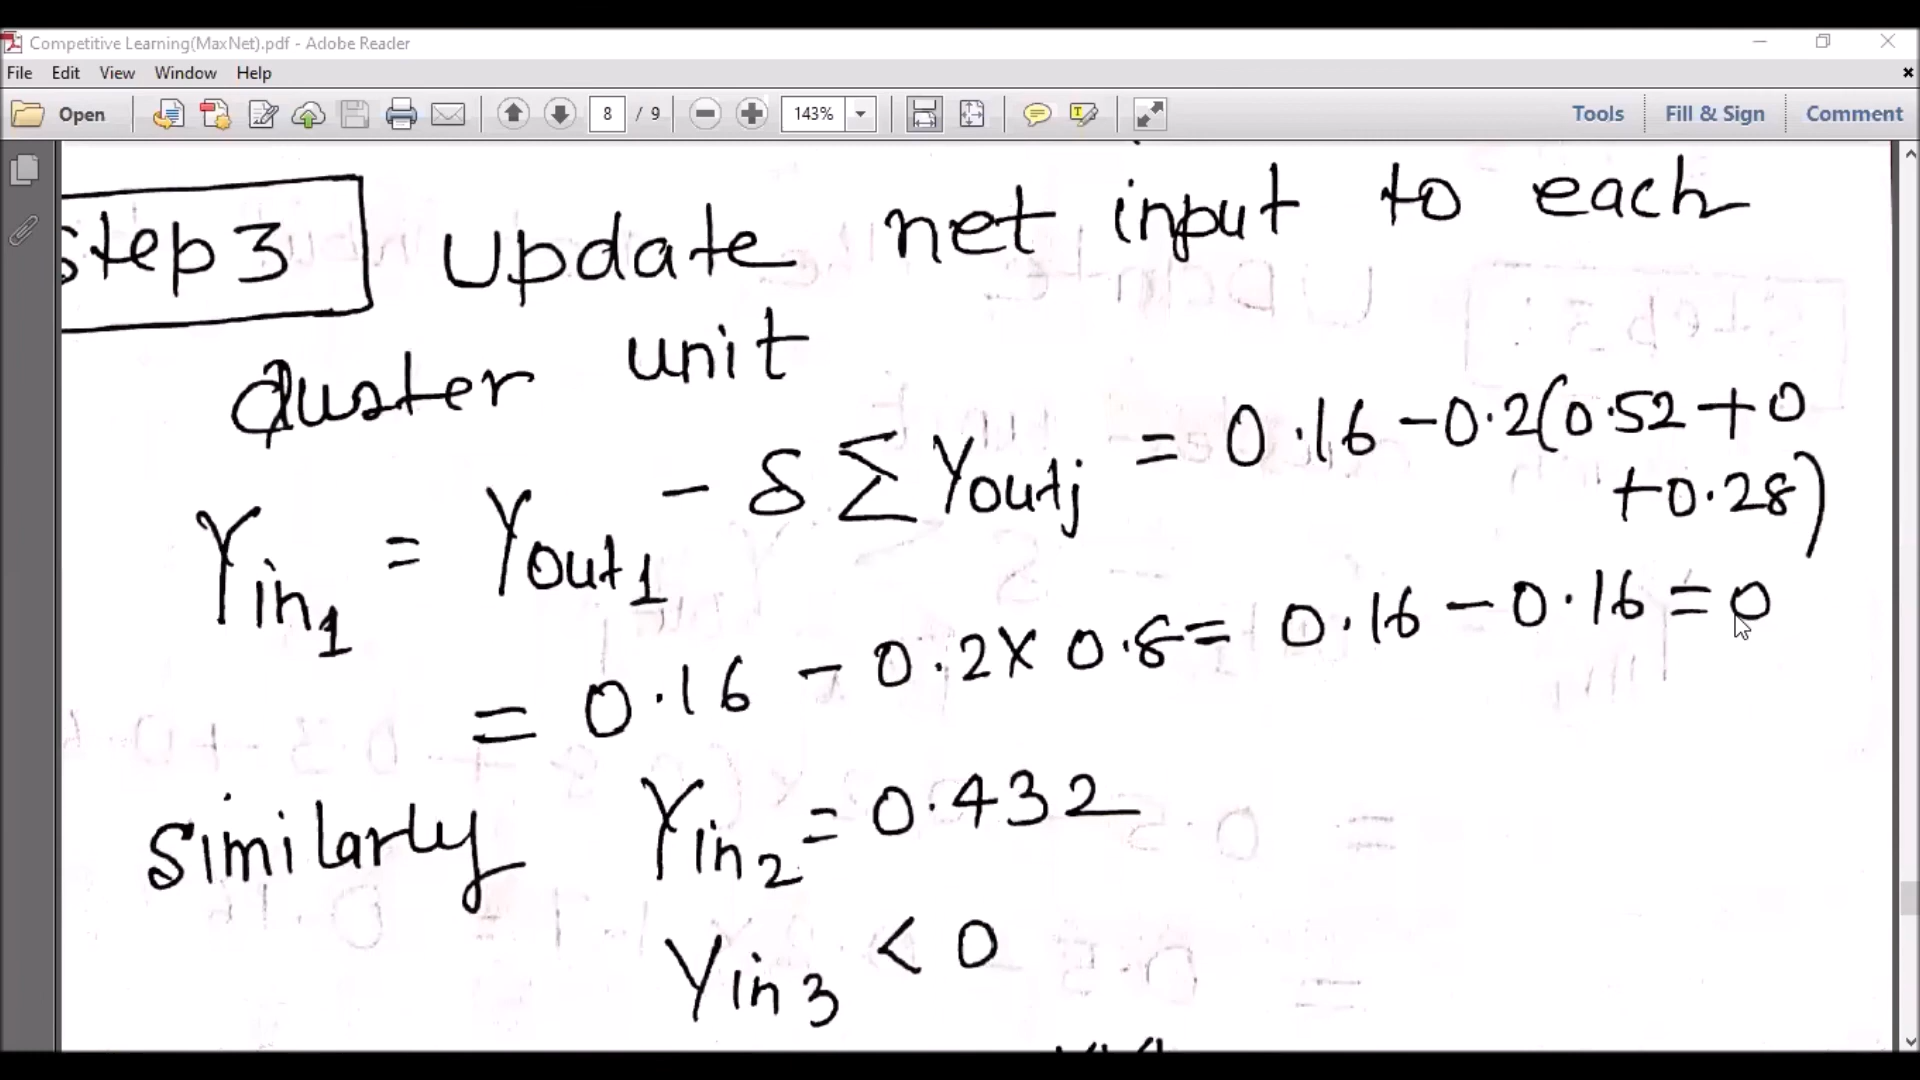 Competitive Learning(MaxNet).pdf - Adobe Reader
File Edit View Window Help
Open 8 / 9 143% Tools Fill & Sign Comment
Step 3 Update net input to each
cluster unit
Yin1 = Yout1 - δ Σ Youtj = 0.16 - 0.2(0.52 + 0
+0.28)
= 0.16 - 0.2 x 0.8 = 0.16 - 0.16 = 0
Similarly Yin2 = 0.432
Yin3 < 0